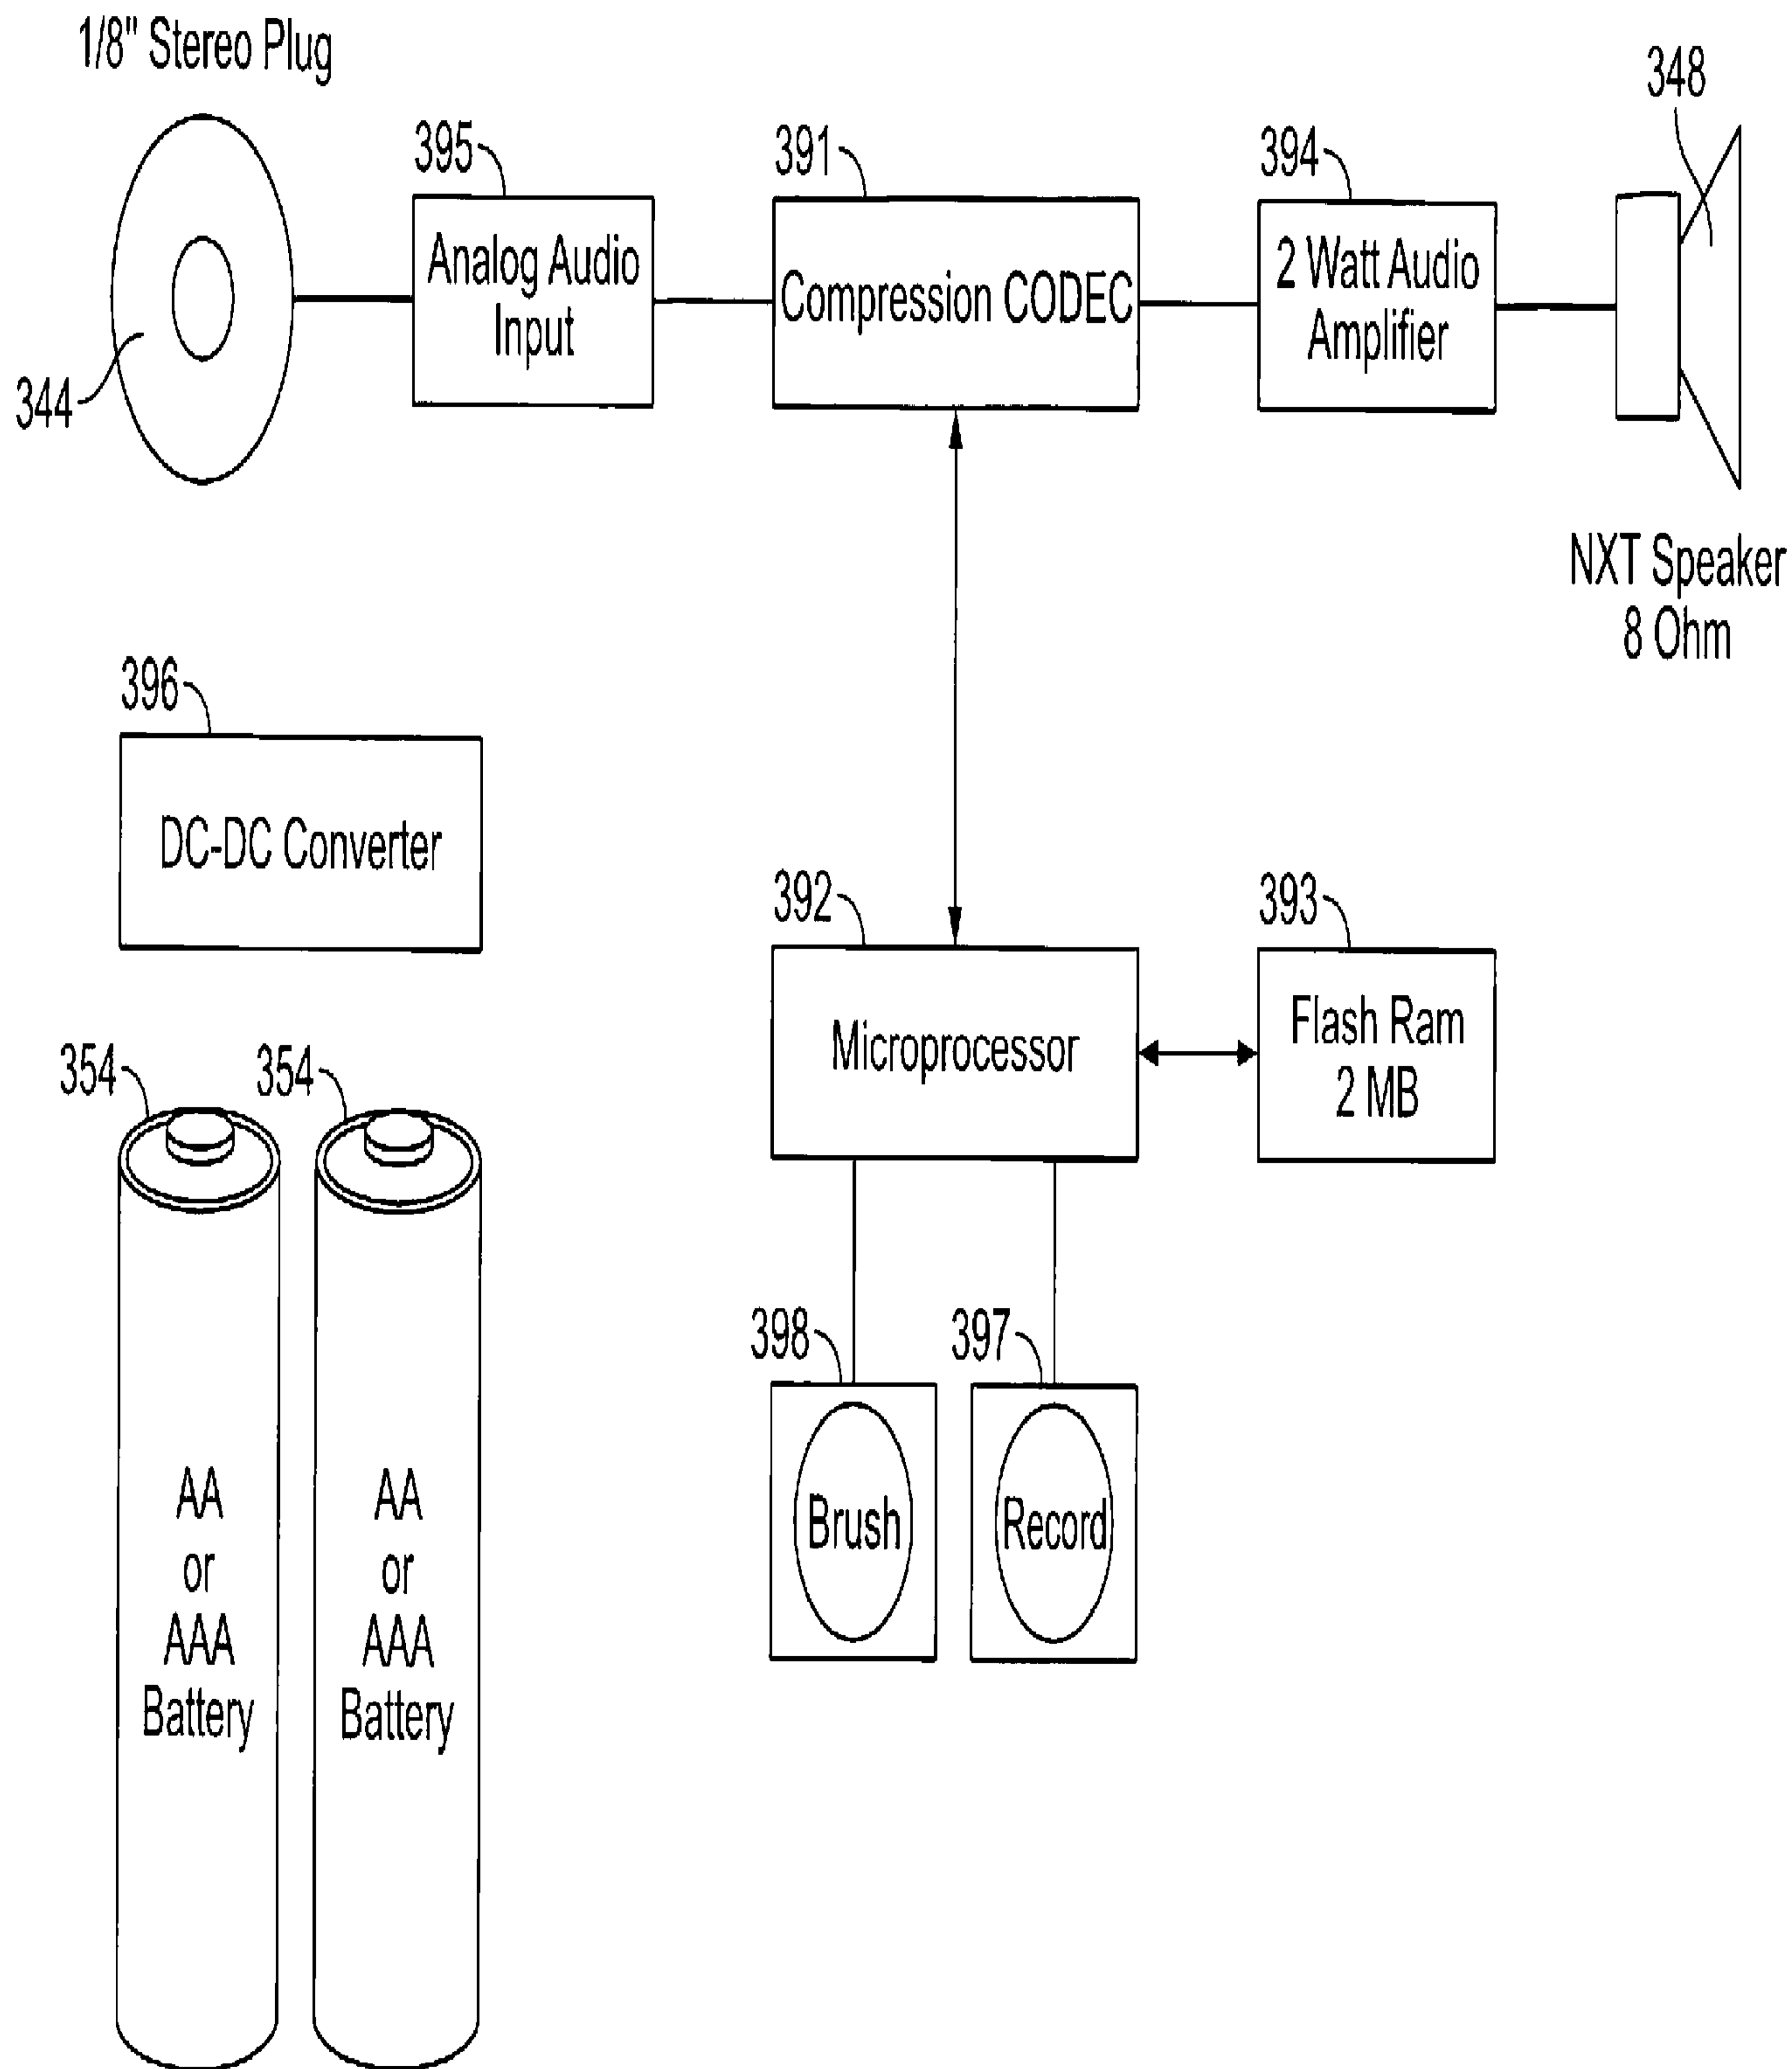 1/8" Stereo Plug
348
395
391
394
Analog Audio
Input
Compression CODEC
2 Watt Audio
Amplifier
344
NXT Speaker
8 Ohm
396
DC-DC Converter
392
393
Microprocessor
Flash Ram
2 MB
354
354
398
397
Brush
Record
AA
or
AAA
Battery
AA
or
AAA
Battery